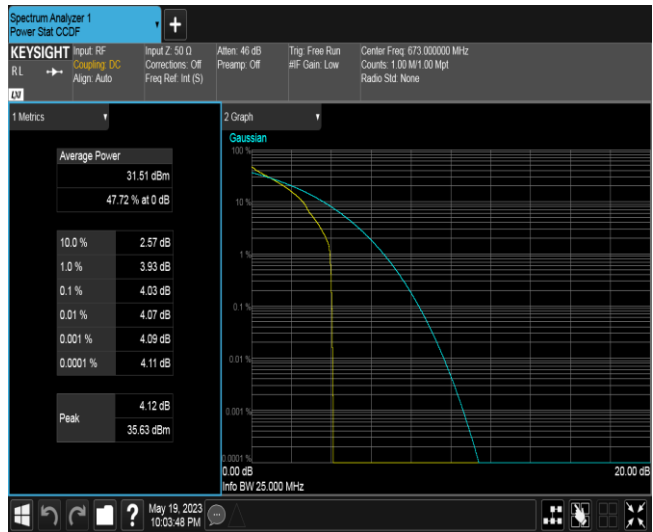 Spectrum Analyzer 1
Power Stat CCDF
+
KEYSIGHT
RL
LXI
Input: RF
Coupling: DC
Align: Auto
Input Z: 50 Ω
Corrections: Off
Freq Ref: Int (S)
Atten: 46 dB
Preamp: Off
Trig: Free Run
#IF Gain: Low
Center Freq: 673.000000 MHz
Counts: 1.00 M/1.00 Mpt
Radio Std: None
1 Metrics
Average Power
31.51 dBm
47.72 % at 0 dB
10.0 % 2.57 dB
1.0 % 3.93 dB
0.1 % 4.03 dB
0.01 % 4.07 dB
0.001 % 4.09 dB
0.0001 % 4.11 dB
Peak
4.12 dB
35.63 dBm
2 Graph
Gaussian
100 %
10 %
1 %
0.1 %
0.01 %
0.001 %
0.0001 %
0.00 dB 20.00 dB
Info BW 25.000 MHz
?
May 19, 2023
10:03:48 PM